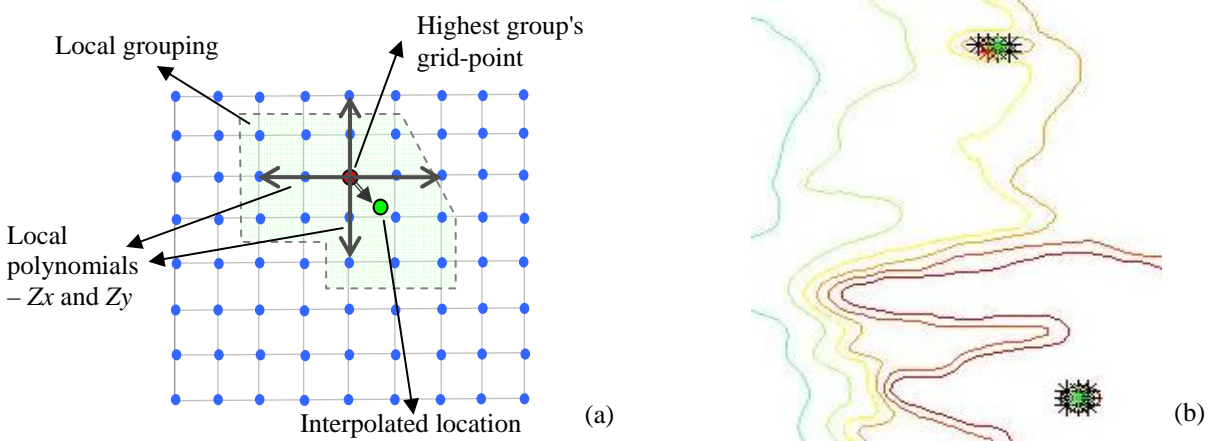 Local grouping
Highest group's
grid-point
Local
polynomials
– Zx and Zy
Interpolated location
(a)
(b)